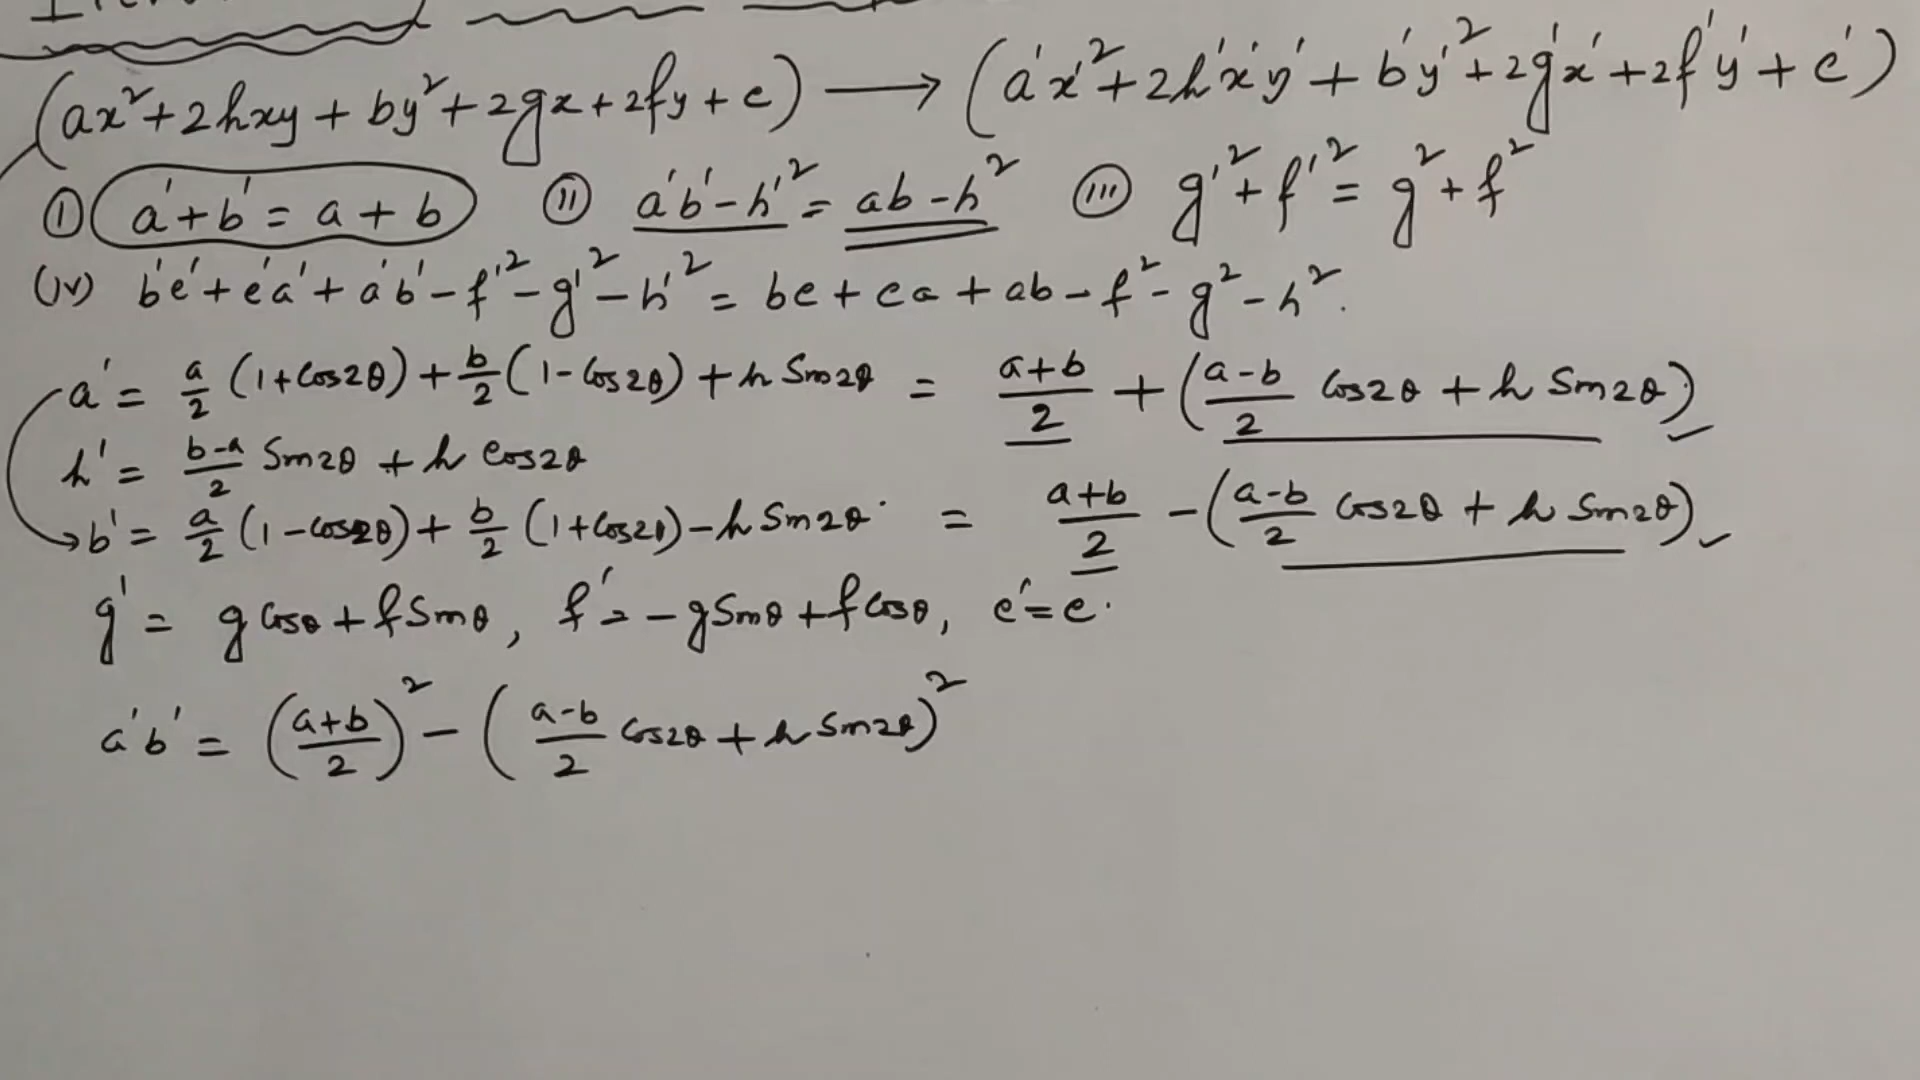 (ax²+2hxy+by²+2gx+2fy+c) ⟶ (a'x'²+2h'x'y'+b'y'²+2g'x'+2f'y'+c')
(i) a'+b' = a+b (ii) a'b'-h'² = ab-h² (iii) g'²+f'² = g²+f²
(iv) b'c'+c'a'+a'b'-f'²-g'²-h'² = bc+ca+ab-f²-g²-h².
a' = a/2 (1+cos2θ)+b/2(1-cos2θ)+h Sin2θ = (a+b)/2 + ((a-b)/2 cos2θ + h Sin2θ) ✓
h' = (b-a)/2 Sin2θ + h cos2θ
→b' = a/2 (1-cos2θ)+b/2 (1+cos2θ)-h Sin2θ = (a+b)/2 - ((a-b)/2 cos2θ + h Sin2θ) ✓
g' = g cosθ + f Sinθ, f' = -g Sinθ + f cosθ, c' = c.
a'b' = ((a+b)/2)² - ((a-b)/2 cos2θ + h Sin2θ)²